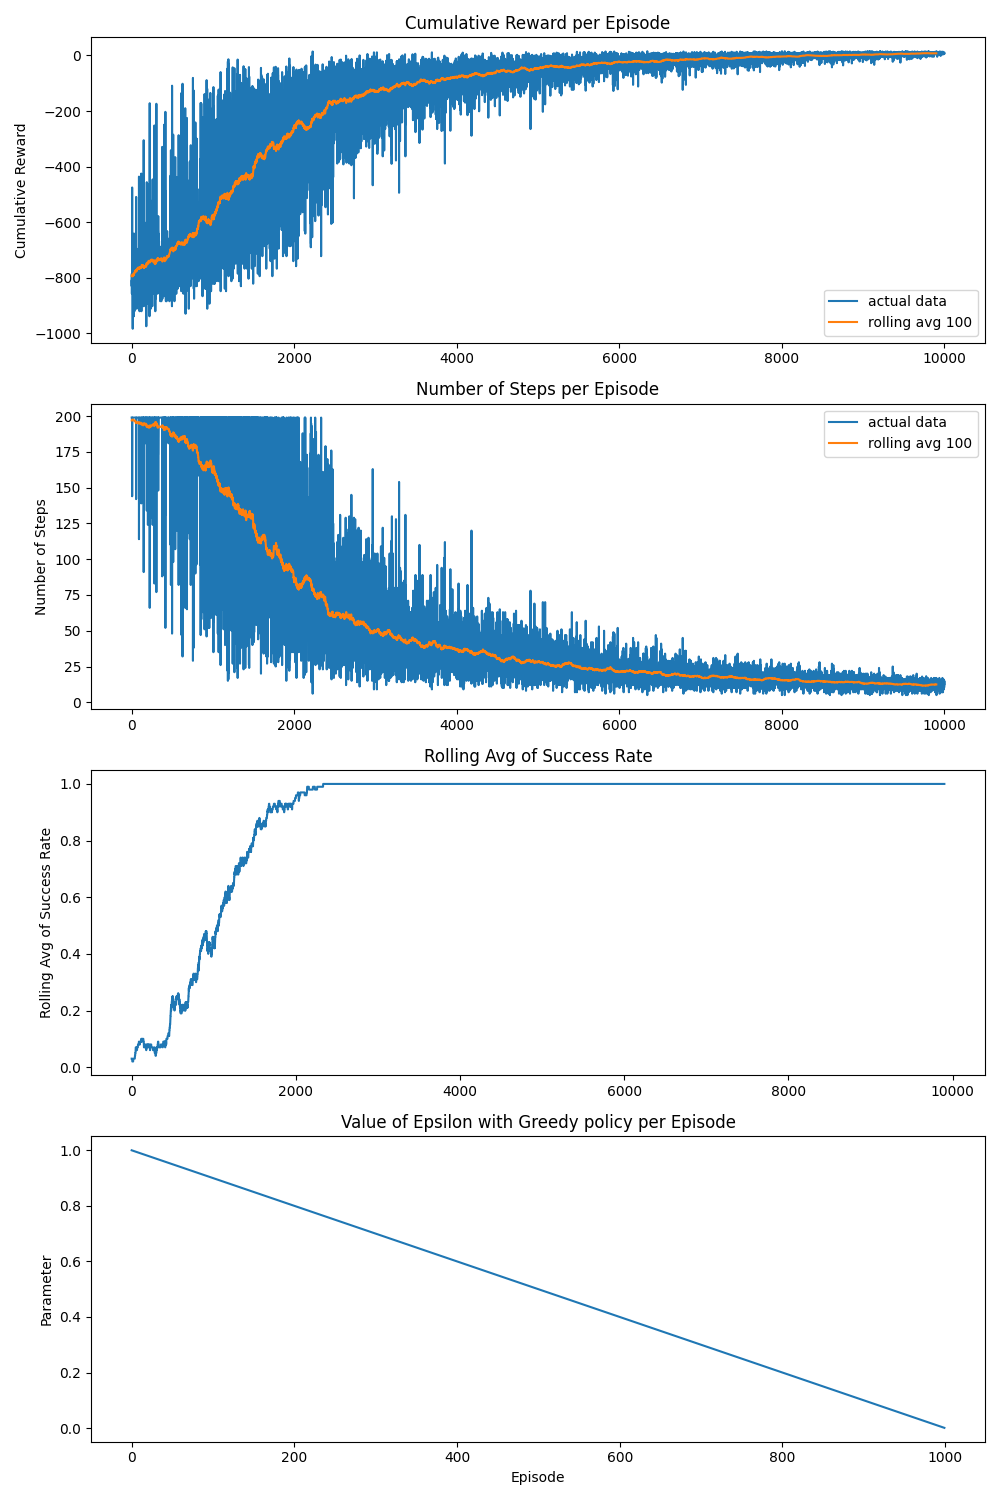 Cumulative Reward per Episode
0
−200
−400
−600
−800
−1000
Cumulative Reward
actual data
rolling avg 100
0 2000 4000 6000 8000 10000
Number of Steps per Episode
200
175
150
125
100
75
50
25
0
Number of Steps
actual data
rolling avg 100
0 2000 4000 6000 8000 10000
Rolling Avg of Success Rate
1.0
0.8
0.6
0.4
0.2
0.0
Rolling Avg of Success Rate
0 2000 4000 6000 8000 10000
Value of Epsilon with Greedy policy per Episode
1.0
0.8
0.6
0.4
0.2
0.0
Parameter
0 200 400 600 800 1000
Episode